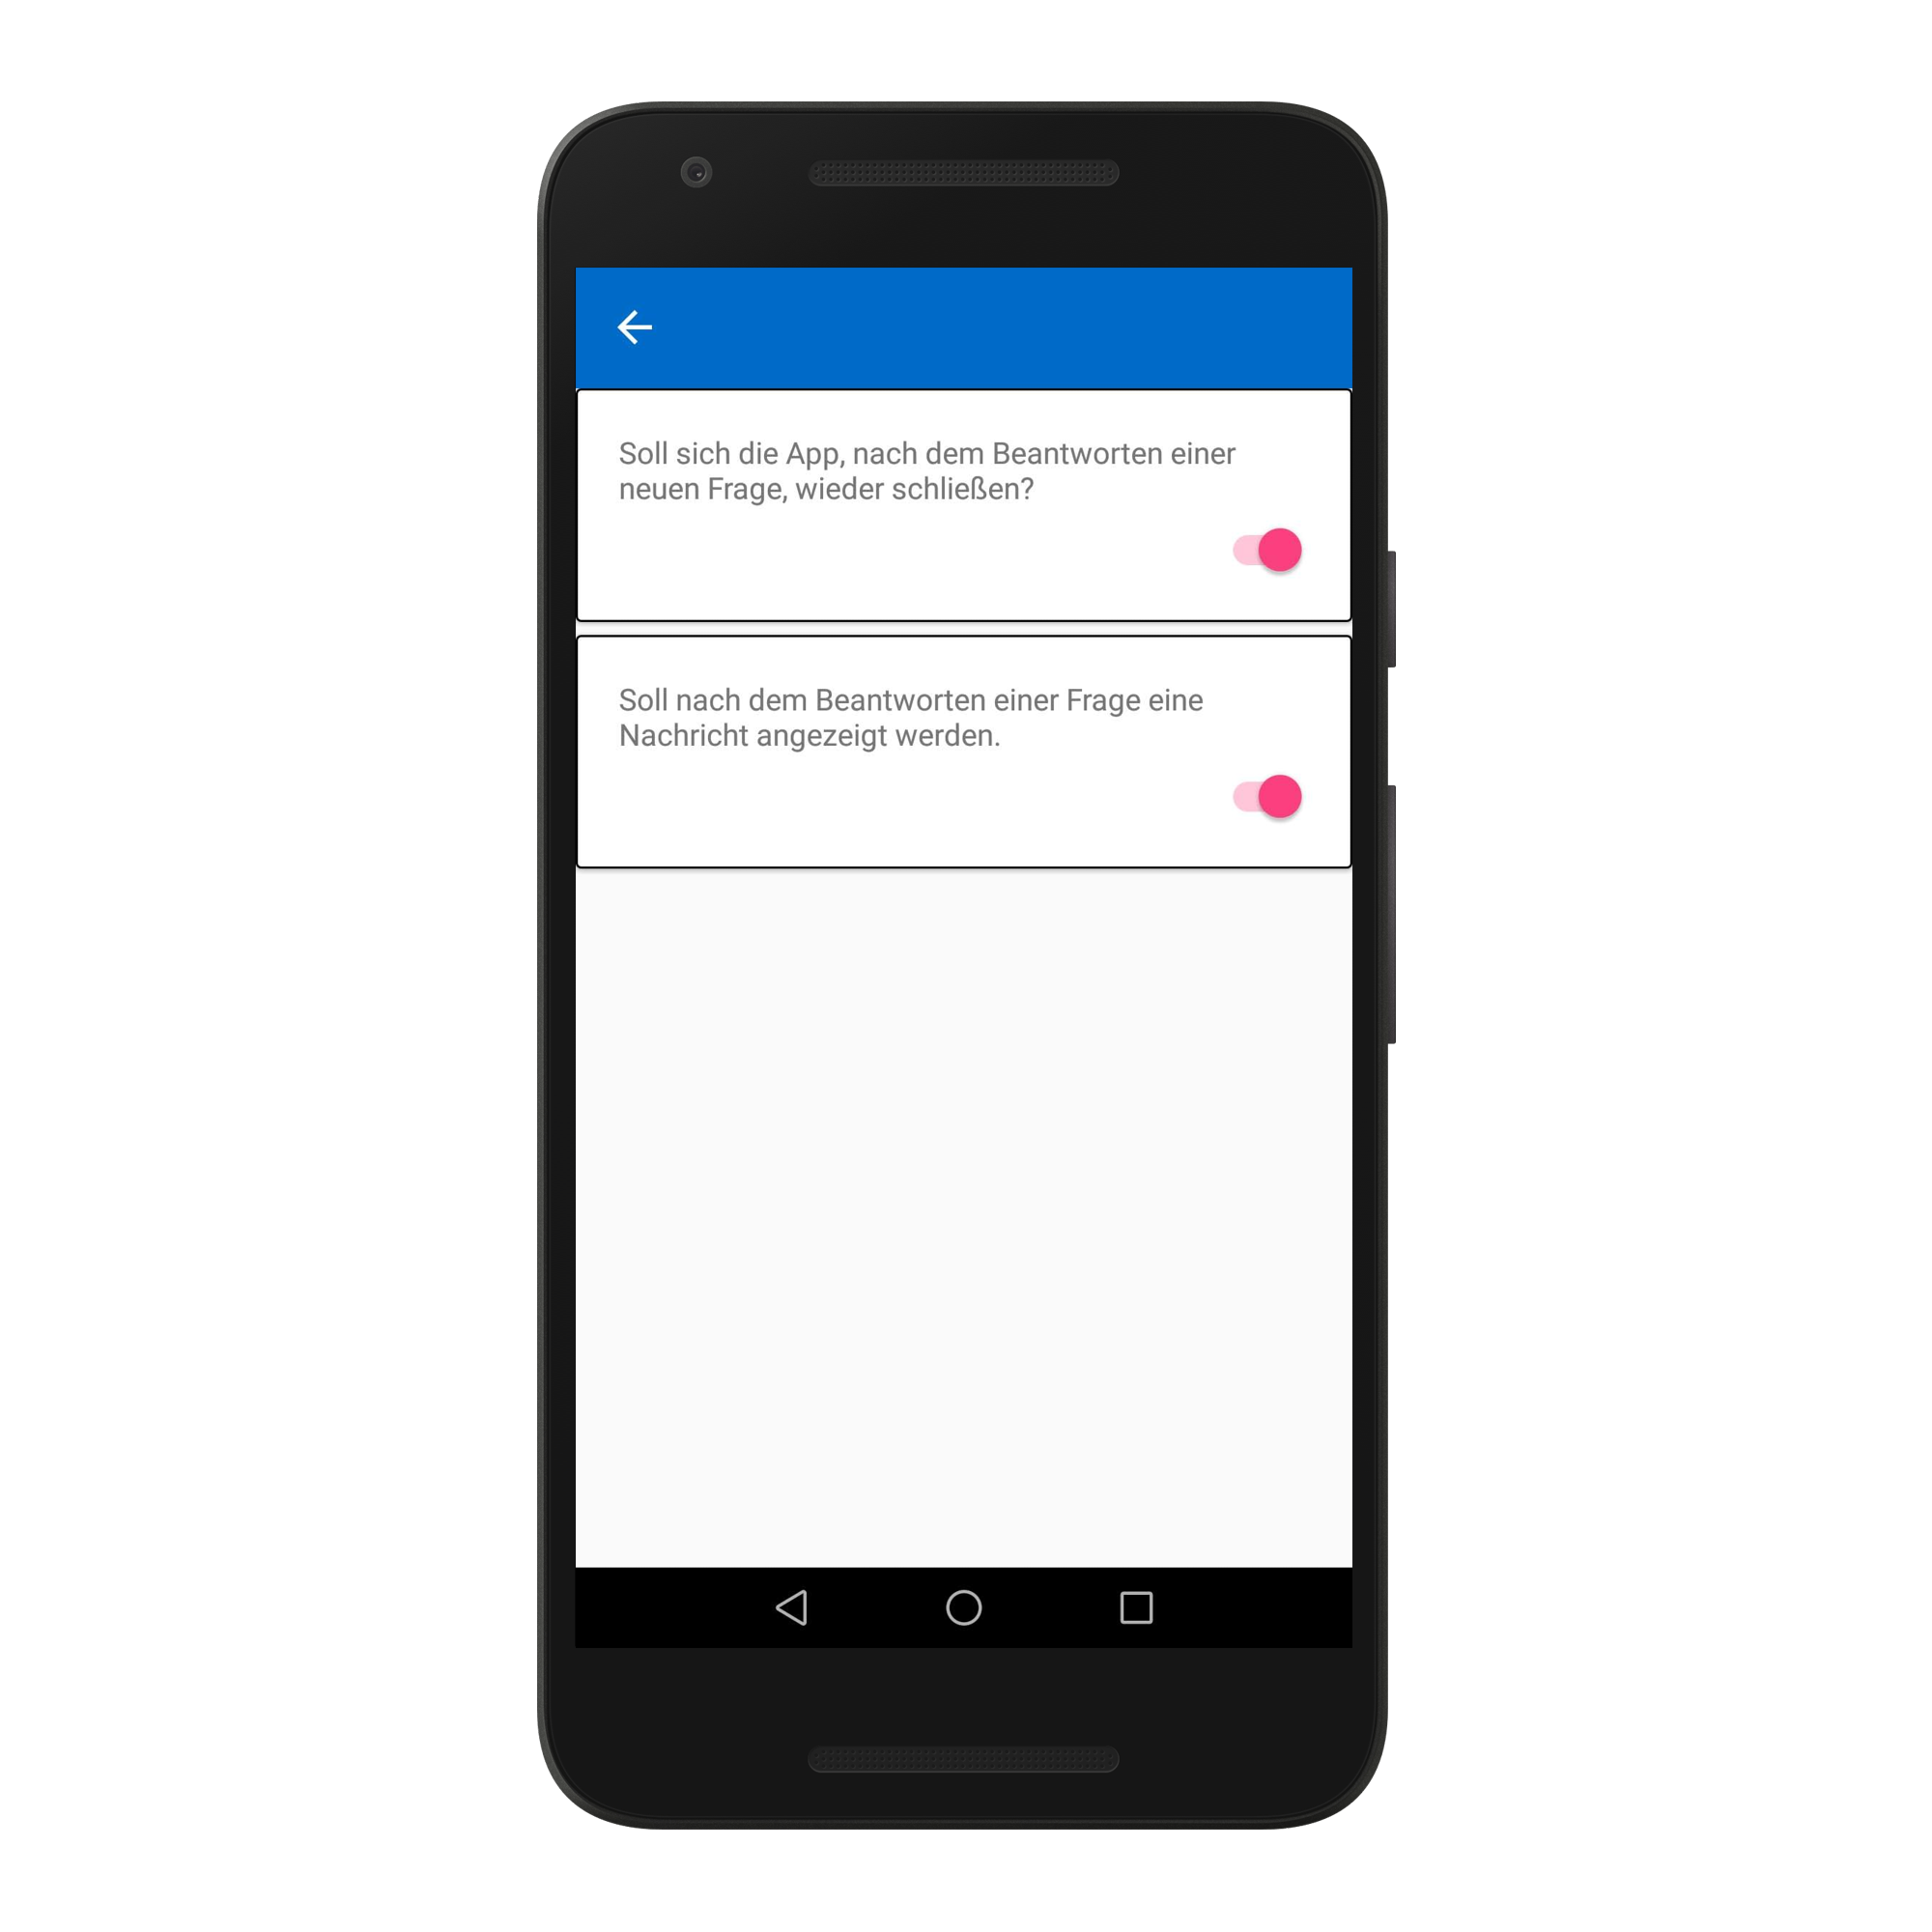 Soll sich die App, nach dem Beantworten einer
neuen Frage, wieder schließen?
Soll nach dem Beantworten einer Frage eine
Nachricht angezeigt werden.